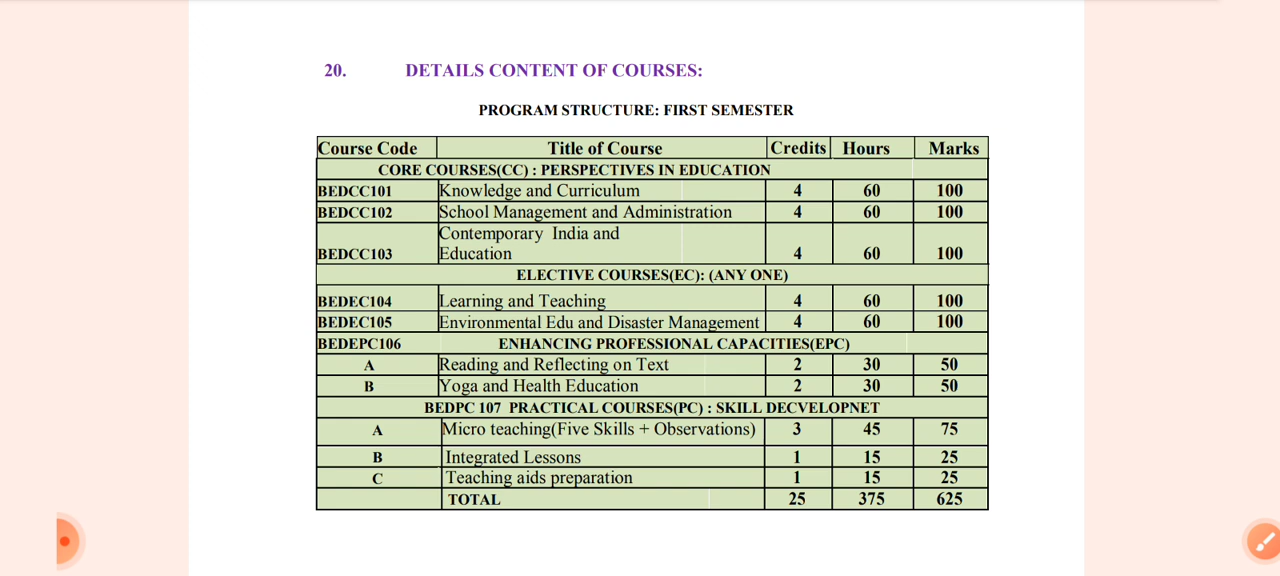 20. DETAILS CONTENT OF COURSES:
PROGRAM STRUCTURE: FIRST SEMESTER
Course Code Title of Course Credits Hours Marks
CORE COURSES(CC) : PERSPECTIVES IN EDUCATION
BEDCC101 Knowledge and Curriculum 4 60 100
BEDCC102 School Management and Administration 4 60 100
Contemporary India and
BEDCC103 Education 4 60 100
ELECTIVE COURSES(EC): (ANY ONE)
BEDEC104 Learning and Teaching 4 60 100
BEDEC105 Environmental Edu and Disaster Management 4 60 100
BEDEPC106 ENHANCING PROFESSIONAL CAPACITIES(EPC)
A Reading and Reflecting on Text 2 30 50
B Yoga and Health Education 2 30 50
BEDPC 107 PRACTICAL COURSES(PC) : SKILL DECVELOPNET
A Micro teaching(Five Skills + Observations) 3 45 75
B Integrated Lessons 1 15 25
C Teaching aids preparation 1 15 25
TOTAL 25 375 625